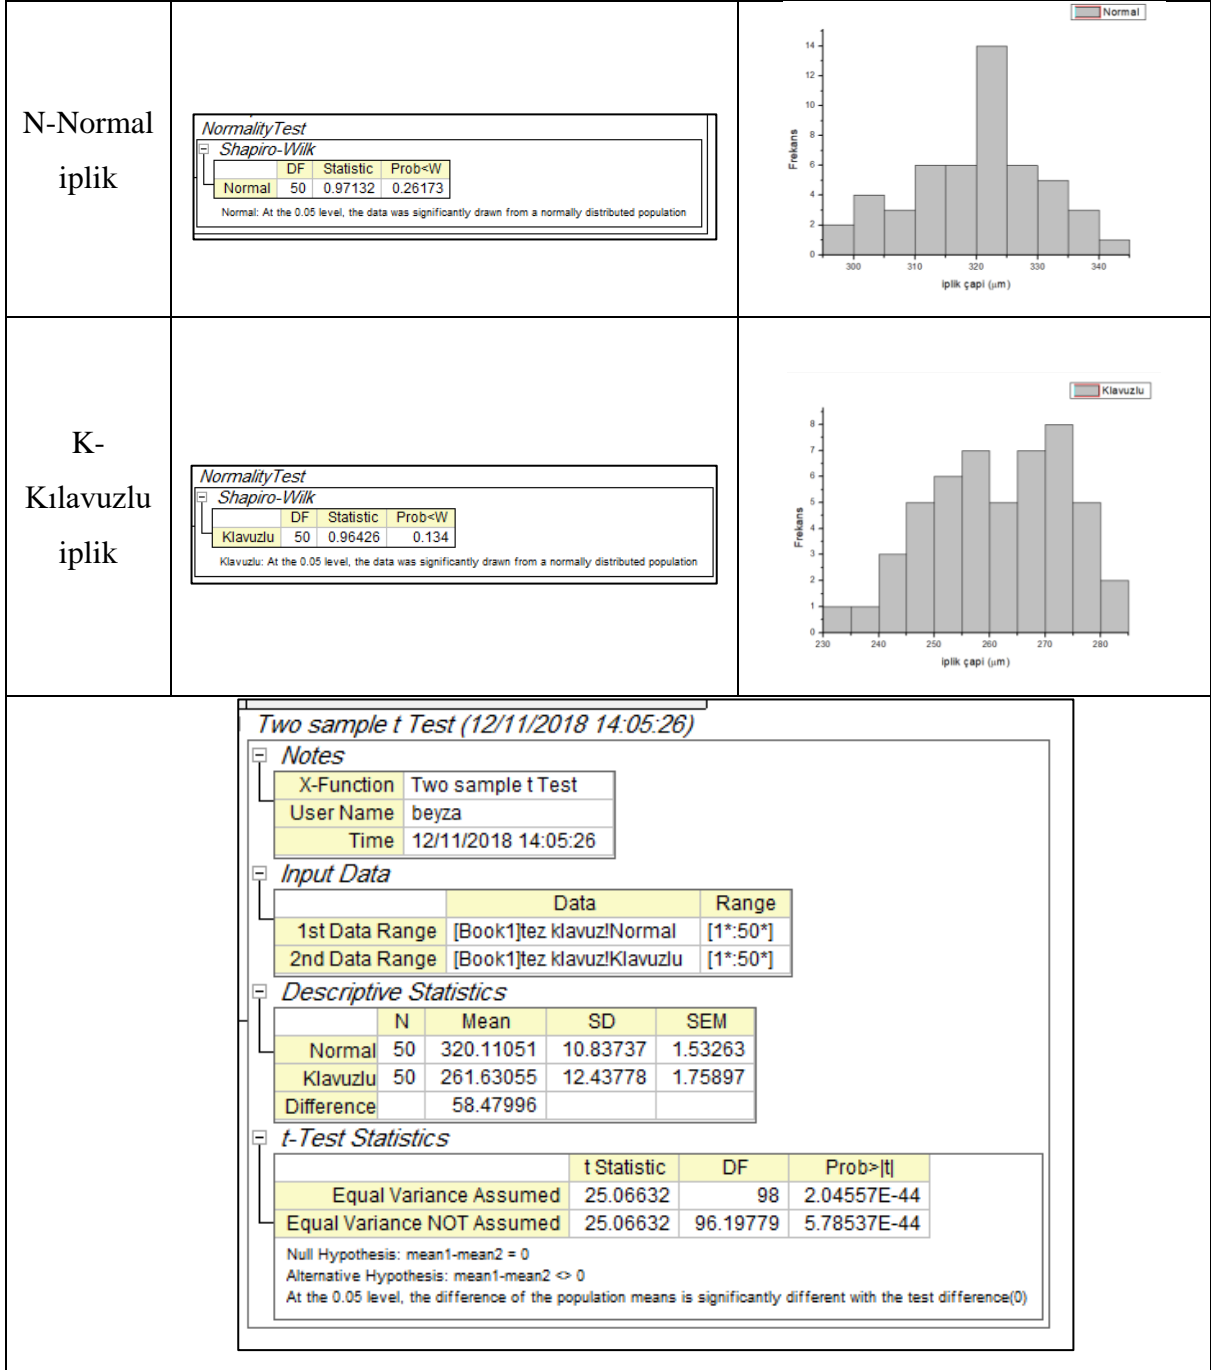 N-Normal
iplik
NormalityTest
Shapiro-Wilk
DF Statistic Prob<W
Normal 50 0.97132 0.26173
Normal: At the 0.05 level, the data was significantly drawn from a normally distributed population
Normal
14
12
10
8
6
4
2
0
Frekans
300 310 320 330 340
iplik çapi (μm)
K-
Kılavuzlu
iplik
NormalityTest
Shapiro-Wilk
DF Statistic Prob<W
Klavuzlu 50 0.96426 0.134
Klavuzlu: At the 0.05 level, the data was significantly drawn from a normally distributed population
Klavuzlu
8
7
6
5
4
3
2
1
0
Frekans
230 240 250 260 270 280
iplik çapi (μm)
Two sample t Test (12/11/2018 14:05:26)
Notes
X-Function Two sample t Test
User Name beyza
Time 12/11/2018 14:05:26
Input Data
Data Range
1st Data Range [Book1]tez klavuz!Normal [1*:50*]
2nd Data Range [Book1]tez klavuz!Klavuzlu [1*:50*]
Descriptive Statistics
N Mean SD SEM
Normal 50 320.11051 10.83737 1.53263
Klavuzlu 50 261.63055 12.43778 1.75897
Difference 58.47996
t-Test Statistics
t Statistic DF Prob>|t|
Equal Variance Assumed 25.06632 98 2.04557E-44
Equal Variance NOT Assumed 25.06632 96.19779 5.78537E-44
Null Hypothesis: mean1-mean2 = 0
Alternative Hypothesis: mean1-mean2 <> 0
At the 0.05 level, the difference of the population means is significantly different with the test difference(0)